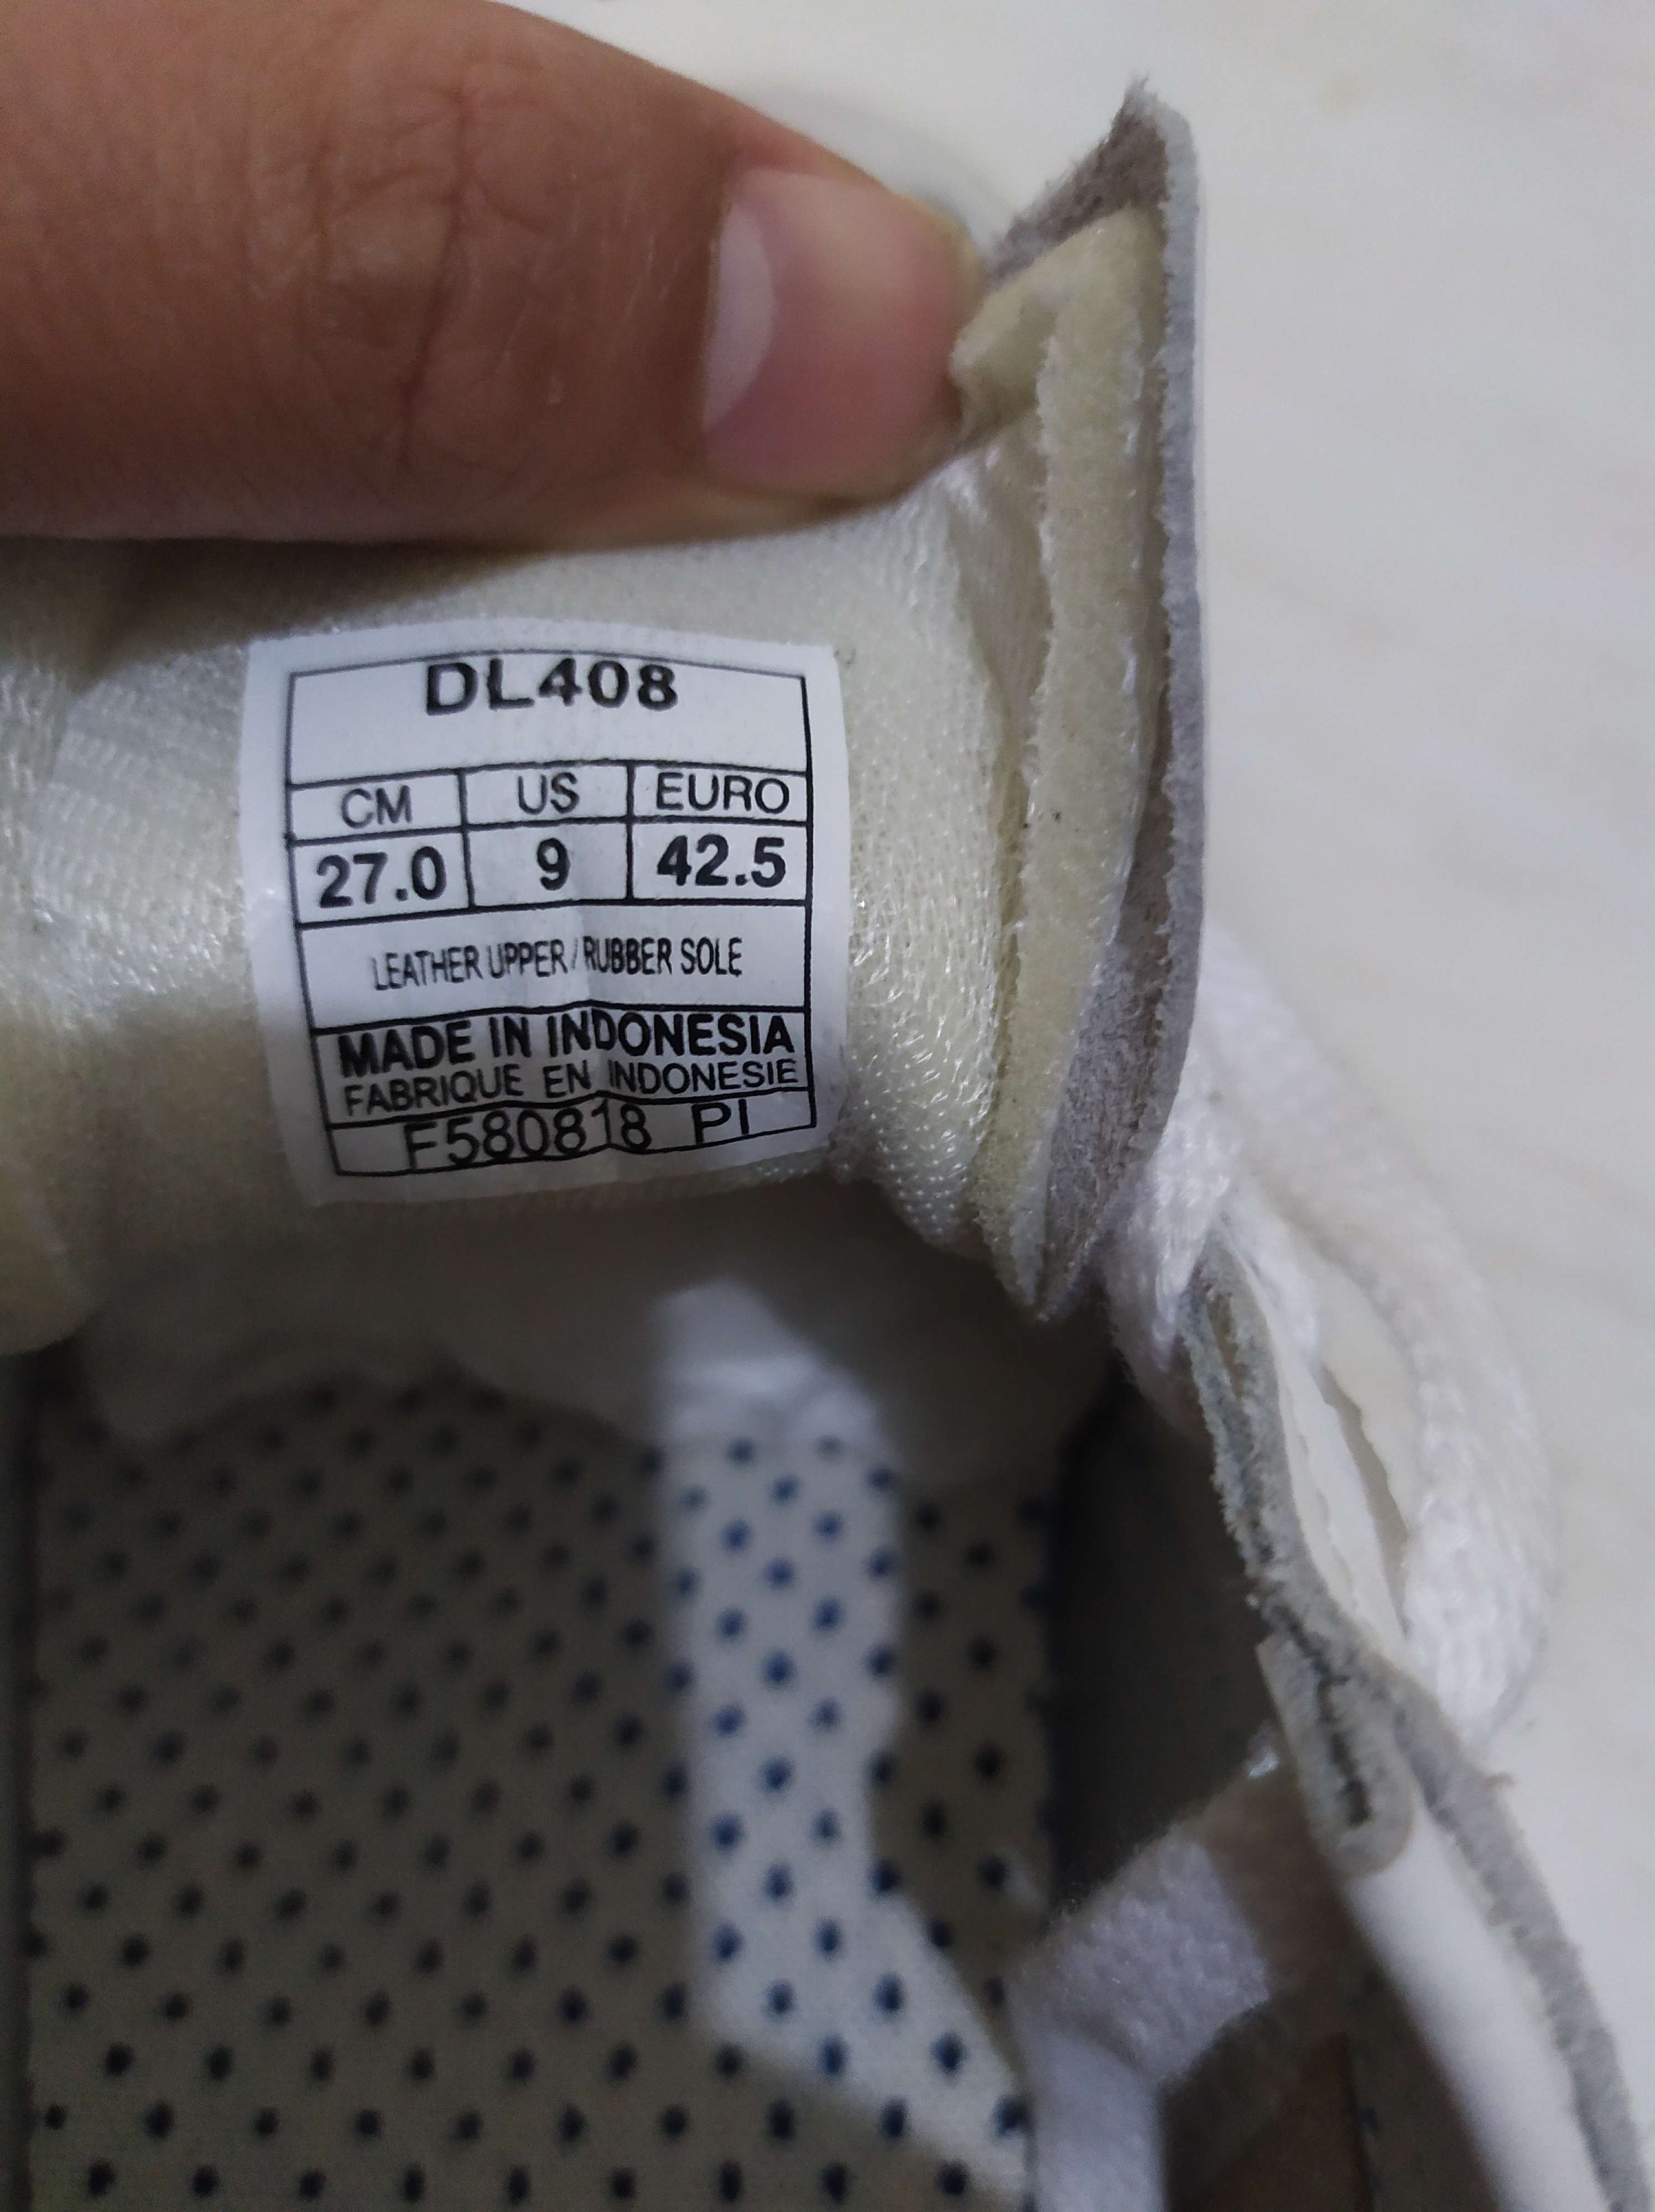 DL408
CM US EURO
27.0 9 42.5
LEATHER UPPER / RUBBER SOLE
MADE IN INDONESIA
FABRIQUE EN INDONESIE
F580818 PI